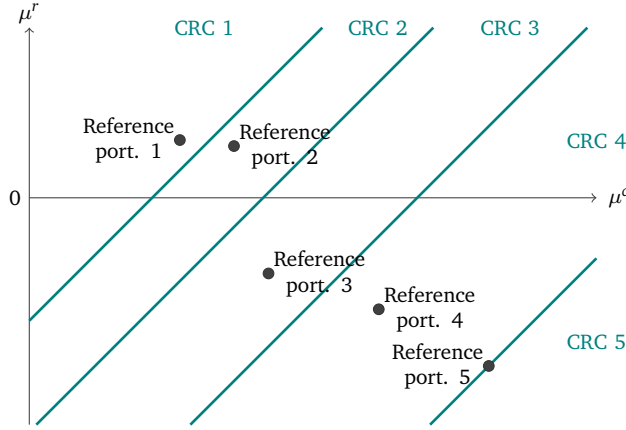 μʳ
CRC 1
CRC 2
CRC 3
Reference
port. 1
Reference
port. 2
CRC 4
0
Reference
port. 3
Reference
port. 4
CRC 5
Reference
port. 5